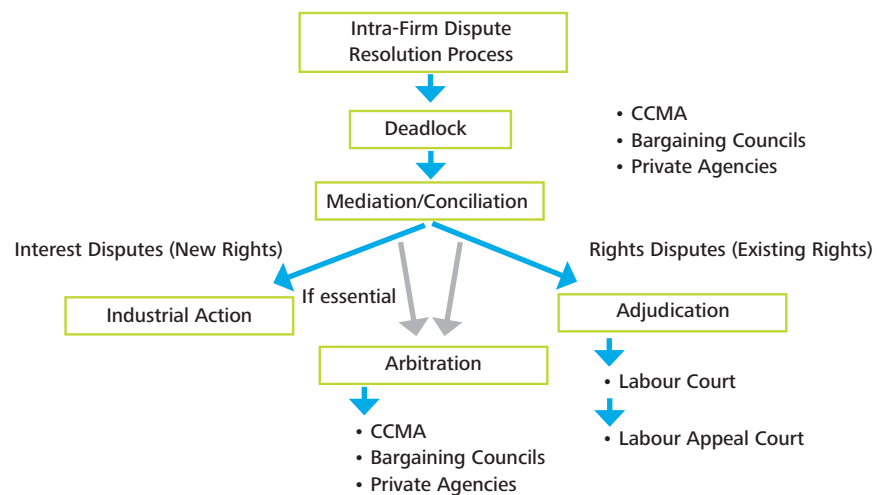 Intra-Firm Dispute
Resolution Process
Deadlock
• CCMA
• Bargaining Councils
• Private Agencies
Mediation/Conciliation
Interest Disputes (New Rights)
Rights Disputes (Existing Rights)
If essential
Industrial Action
Adjudication
Arbitration
• Labour Court
• Labour Appeal Court
• CCMA
• Bargaining Councils
• Private Agencies